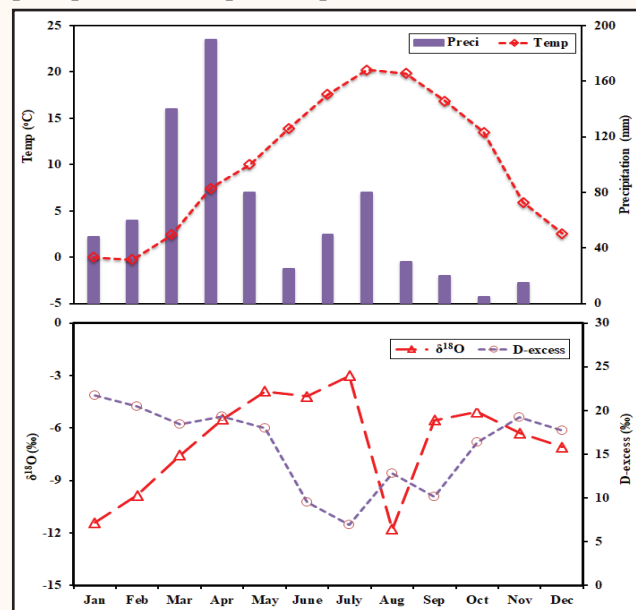 25
20
15
10
5
0
-5
Temp (°C)
Preci
Temp
200
160
120
80
40
0
Precipitation (mm)
-0
-3
-6
-9
-12
-15
δ¹⁸O (‰)
δ¹⁸O
D-excess
30
25
20
15
10
5
0
D-excess (‰)
Jan Feb Mar Apr May June July Aug Sep Oct Nov Dec